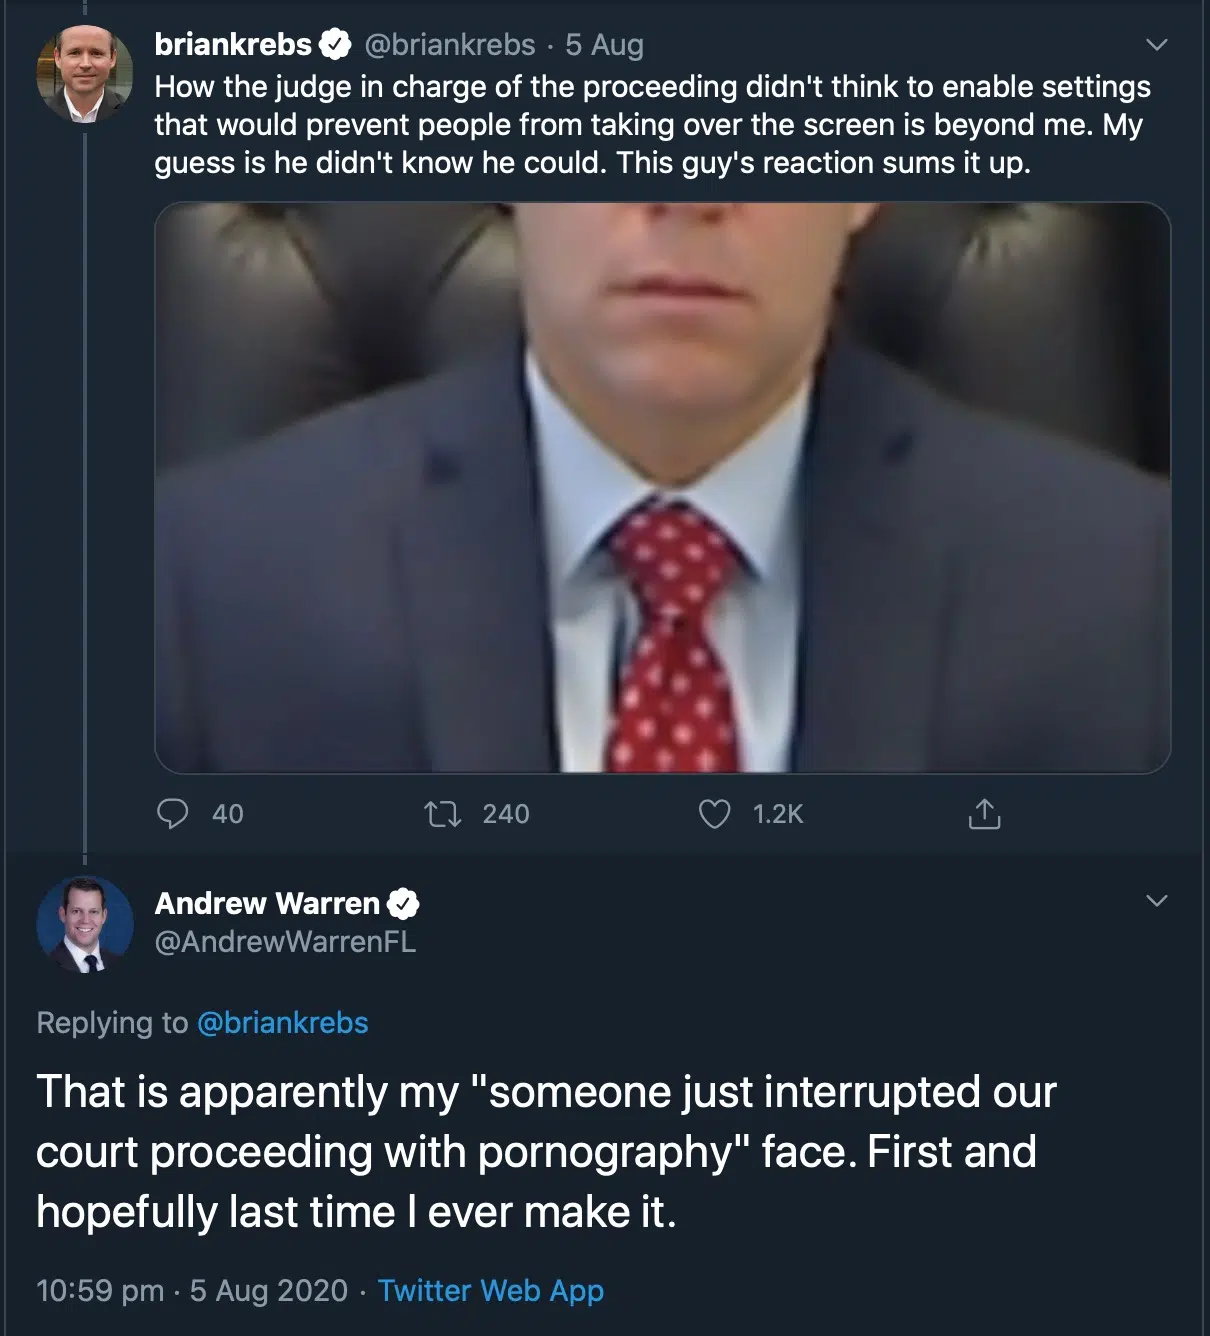 briankrebs @briankrebs · 5 Aug
How the judge in charge of the proceeding didn't think to enable settings
that would prevent people from taking over the screen is beyond me. My
guess is he didn't know he could. This guy's reaction sums it up.
40 240 1.2K
Andrew Warren
@AndrewWarrenFL
Replying to @briankrebs
That is apparently my "someone just interrupted our
court proceeding with pornography" face. First and
hopefully last time I ever make it.
10:59 pm · 5 Aug 2020 · Twitter Web App